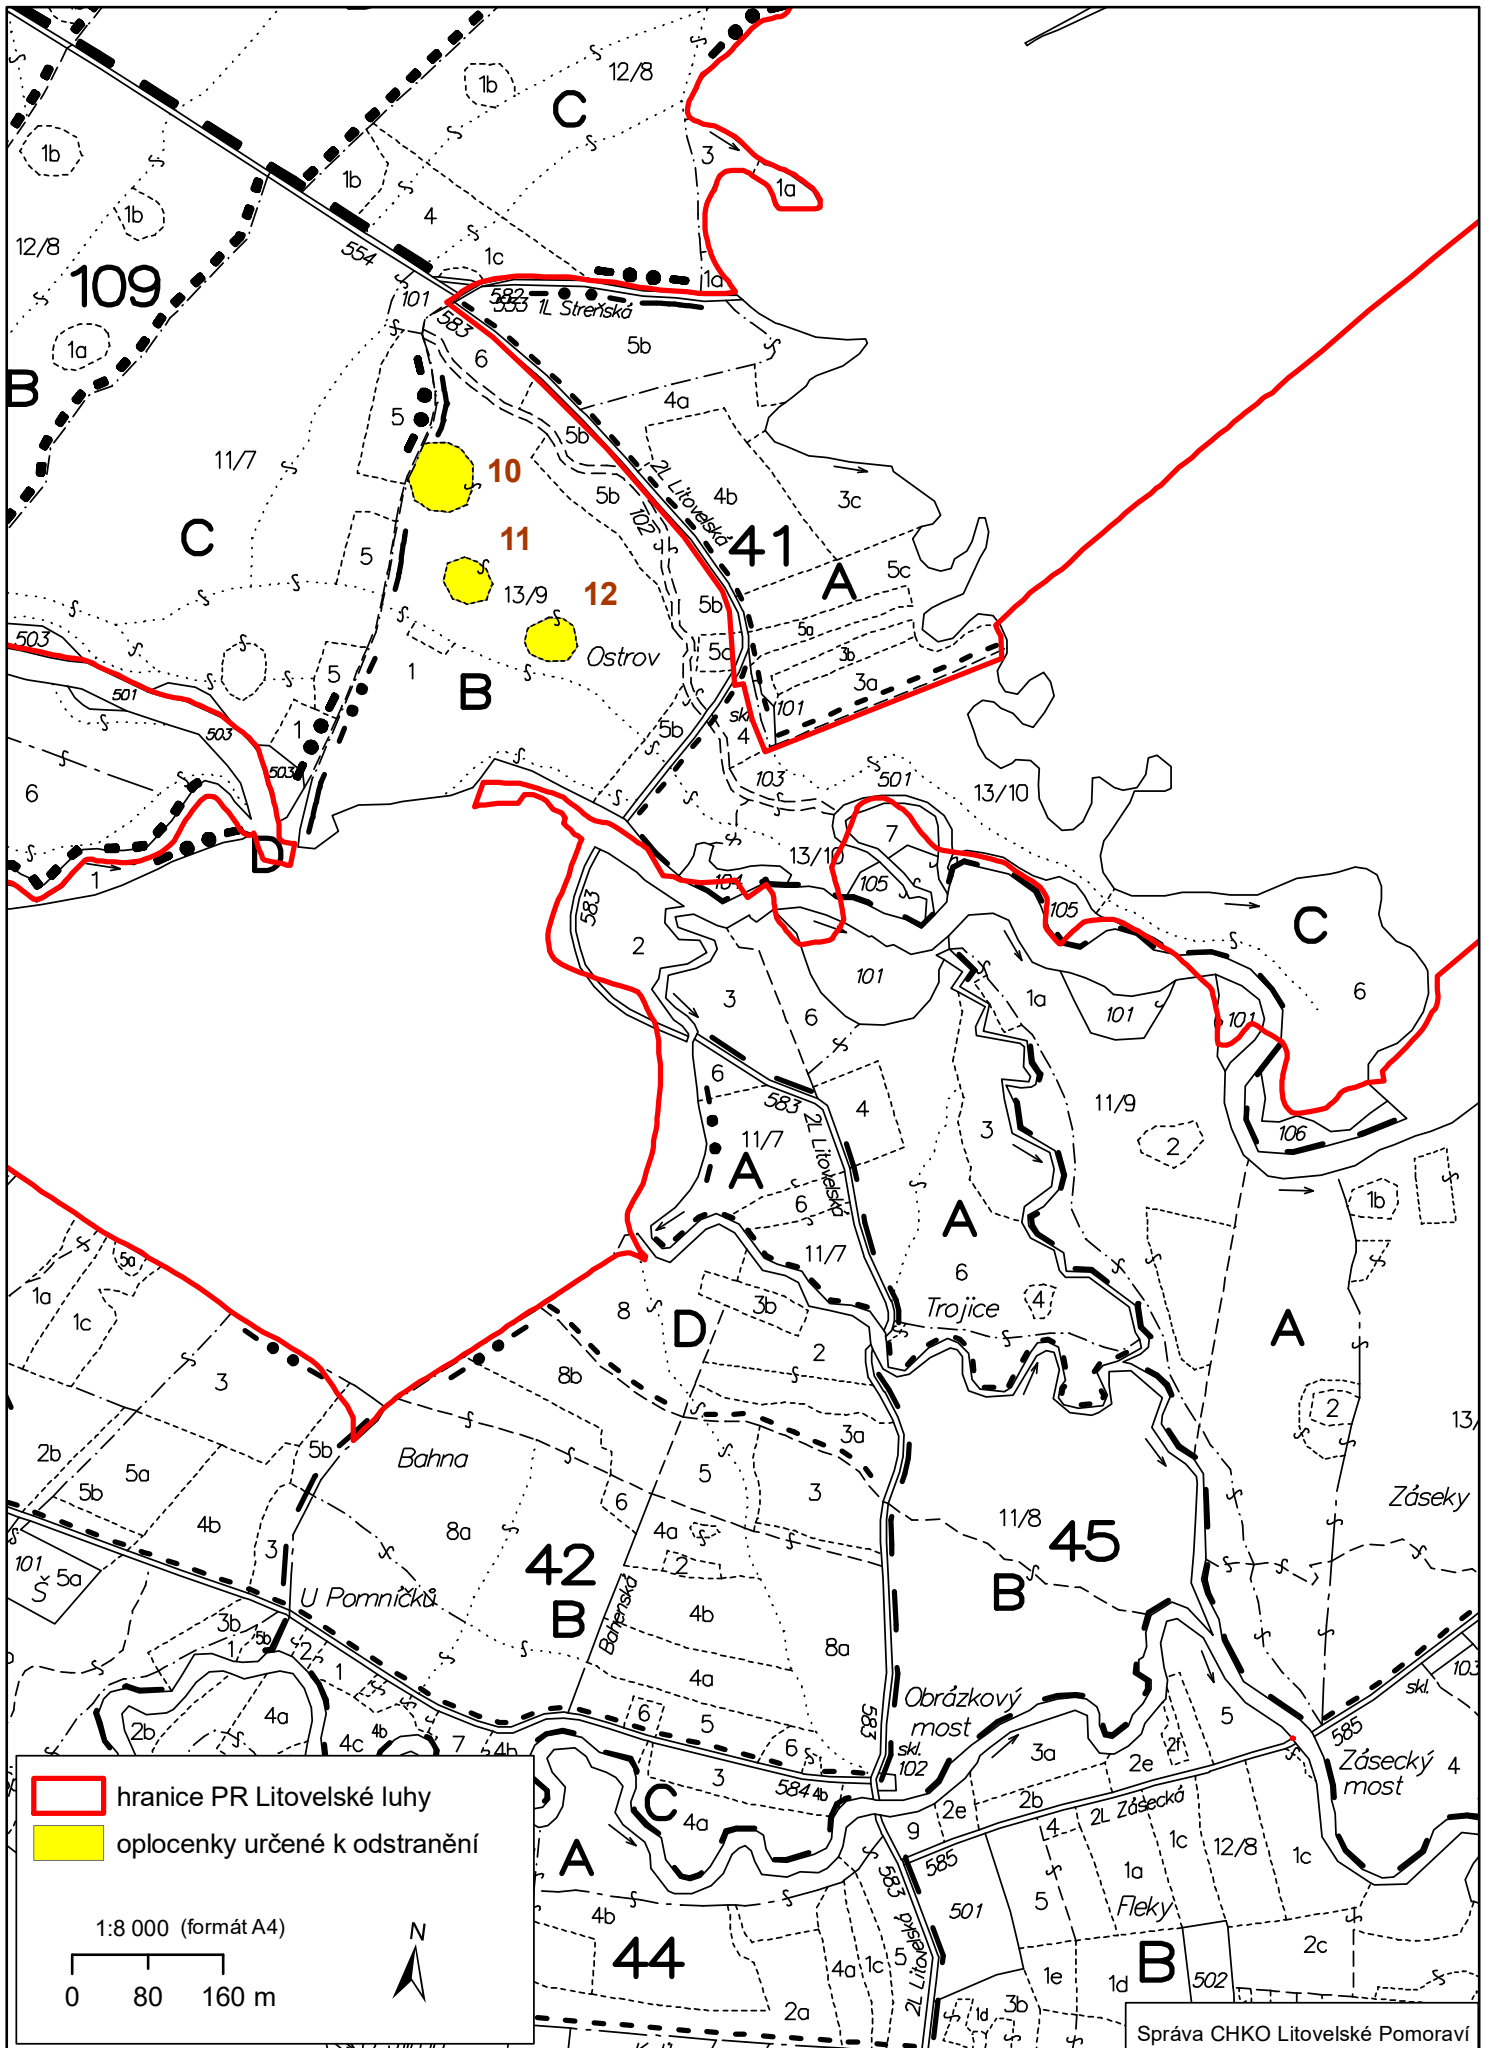 12/8
1b
C
1b
3
1a
1b
1b
4
12/8
554
1c
109
1a
101
582
553 1L Streňská
583
1a
6
5b
B
4a
5
5b
11/7
10
2L Litovelská
5b
4b
3c
102
C
11
41
5
A
5c
13/9
12
5b
5a
503
Ostrov
5c
3b
1
5
3a
501
B
skl.
101
503
1
5b
4
503
103
501
6
13/10
7
D
13/10
1
104
105
583
105
C
2
101
3
1a
6
6
101
101
6
583
2L Litovelská
4
11/9
3
106
11/7
2
A
1b
6
A
11/7
5a
6
1a
3b
Trojice
4
8
1c
D
A
2
3
8b
2
3a
13/
5b
2b
5a
Bahna
5
5b
3
Záseky
6
4b
8a
4a
11/8
45
3
42
2
101
5a
Š
B
B
U Pomníčků
Bahenská
4b
3b
1
5b
2
1
8a
4a
103
skl.
Obrázkový
most
583
2b
4a
6
5
5
585
4c
4b
7
4b
6
skl.
102
3a
2f
2e
Zásecký
most
4
3
584
4b
C
2e
2b
2L Zásecká
4a
9
4
1c
12/8
1c
A
585
1a
583
5
501
Fleky
4b
2L Litovelská
44
5
2c
4a
1c
B
1e
1d
502
2a
1d
3b
hranice PR Litovelské luhy
oplocenky určené k odstranění
1:8 000 (formát A4)
N
0 80 160 m
Správa CHKO Litovelské Pomoraví